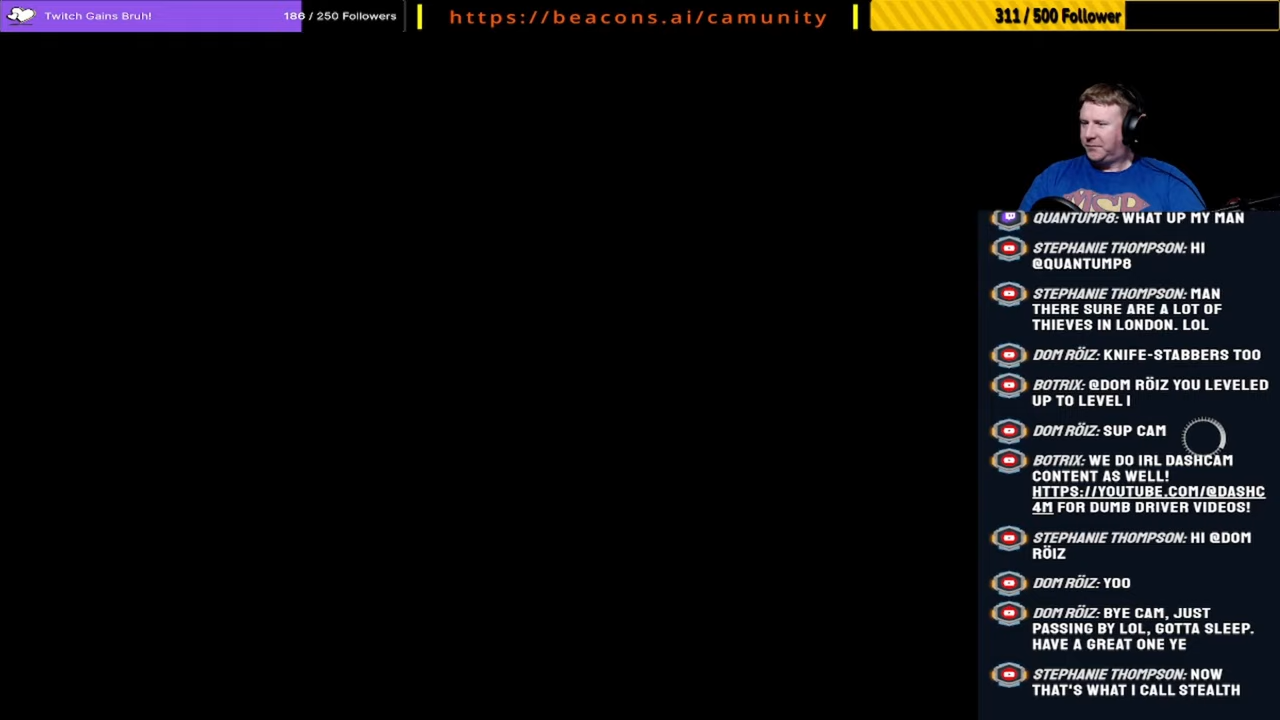 Twitch Gains Bruh!
186 / 250 Followers
https://beacons.ai/camunity
311 / 500 Follower
QUANTUMP8: WHAT UP MY MAN
STEPHANIE THOMPSON: HI
@QUANTUMP8
STEPHANIE THOMPSON: MAN
THERE SURE ARE A LOT OF
THIEVES IN LONDON. LOL
DOM RÖIZ: KNIFE-STABBERS TOO
BOTRIX: @DOM RÖIZ YOU LEVELED
UP TO LEVEL 1
DOM RÖIZ: SUP CAM
BOTRIX: WE DO IRL DASHCAM
CONTENT AS WELL!
HTTPS://YOUTUBE.COM/@DASHC
4M FOR DUMB DRIVER VIDEOS!
STEPHANIE THOMPSON: HI @DOM
RÖIZ
DOM RÖIZ: YOO
DOM RÖIZ: BYE CAM, JUST
PASSING BY LOL, GOTTA SLEEP.
HAVE A GREAT ONE YE
STEPHANIE THOMPSON: NOW
THAT'S WHAT I CALL STEALTH